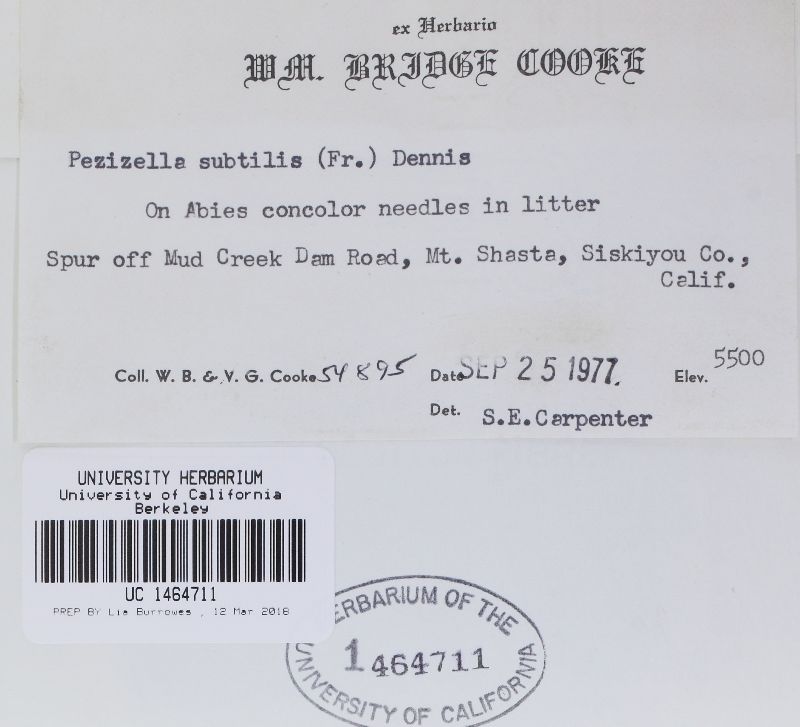 ex Herbario
WM. BRIDGE COOKE
Pezizella subtilis (Fr.) Dennis
On Abies concolor needles in litter
Spur off Mud Creek Dam Road, Mt. Shasta, Siskiyou Co.,
Calif.
Coll. W. B. & V. G. Cooke 54895 Date SEP 25 1977. Elev. 5500
Det. S.E.Carpenter
UNIVERSITY HERBARIUM
University of California
Berkeley
UC 1464711
PREP BY Lia Burrowes , 12 Mar 2018
ERBARIUM OF THE
1464711
UNIVERSITY OF CALIFORNIA